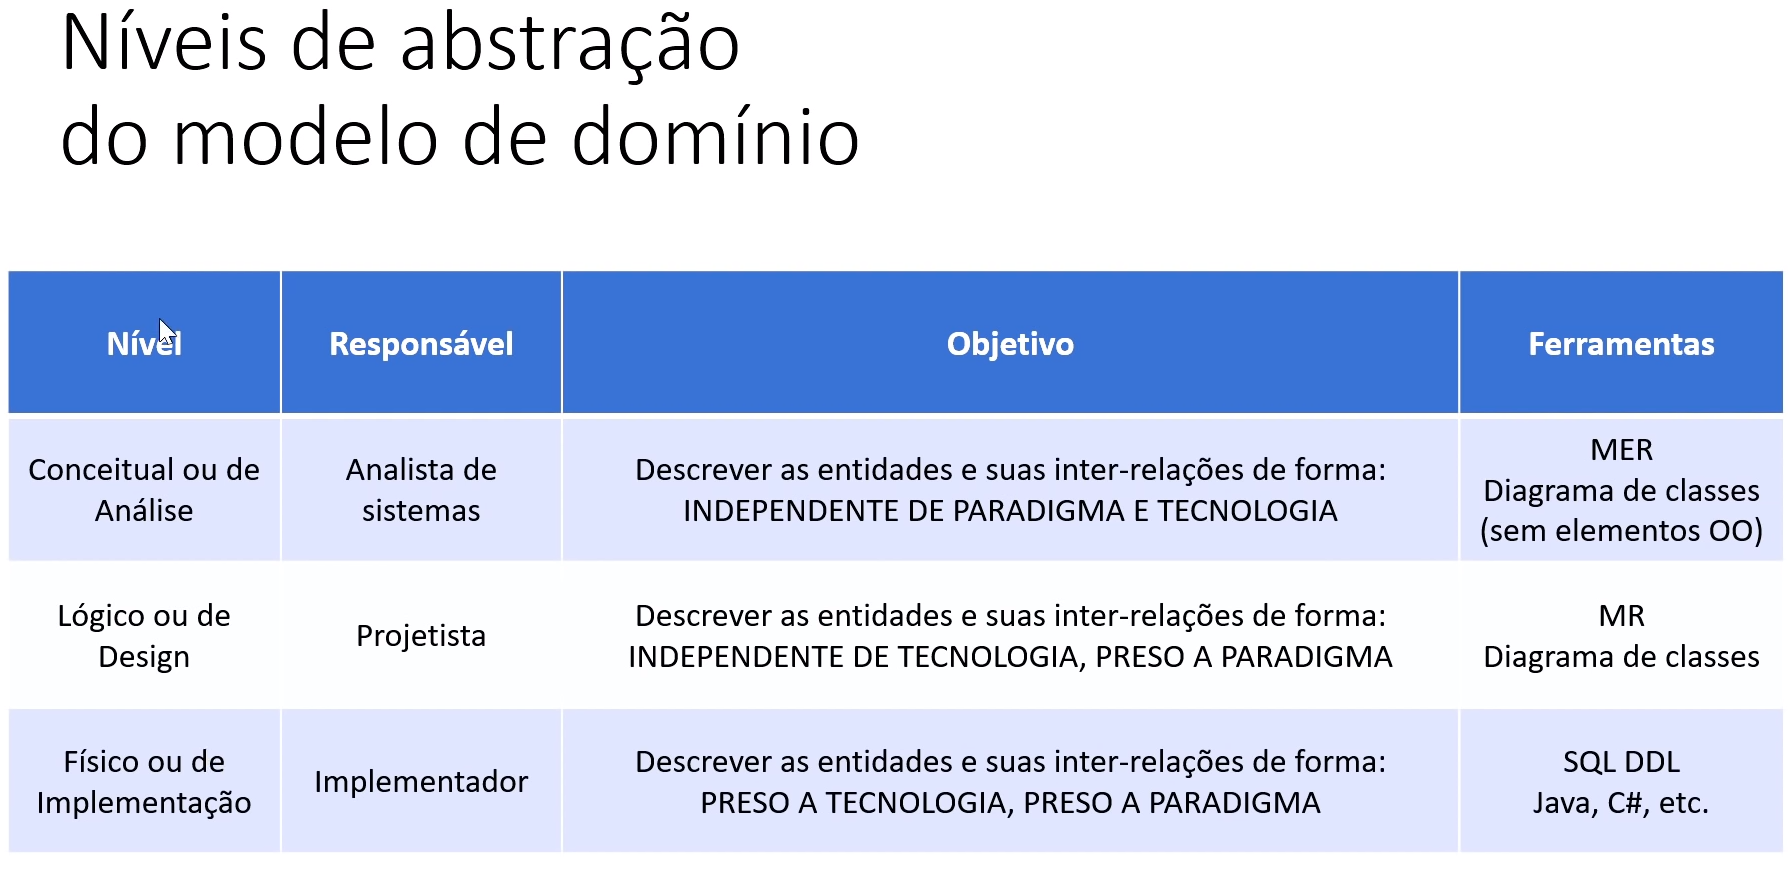 Níveis de abstração
do modelo de domínio
Nível
Responsável
Objetivo
Ferramentas
Conceitual ou de
Análise
Analista de
sistemas
Descrever as entidades e suas inter-relações de forma:
INDEPENDENTE DE PARADIGMA E TECNOLOGIA
MER
Diagrama de classes
(sem elementos OO)
Lógico ou de
Design
Projetista
Descrever as entidades e suas inter-relações de forma:
INDEPENDENTE DE TECNOLOGIA, PRESO A PARADIGMA
MR
Diagrama de classes
Físico ou de
Implementação
Implementador
Descrever as entidades e suas inter-relações de forma:
PRESO A TECNOLOGIA, PRESO A PARADIGMA
SQL DDL
Java, C#, etc.